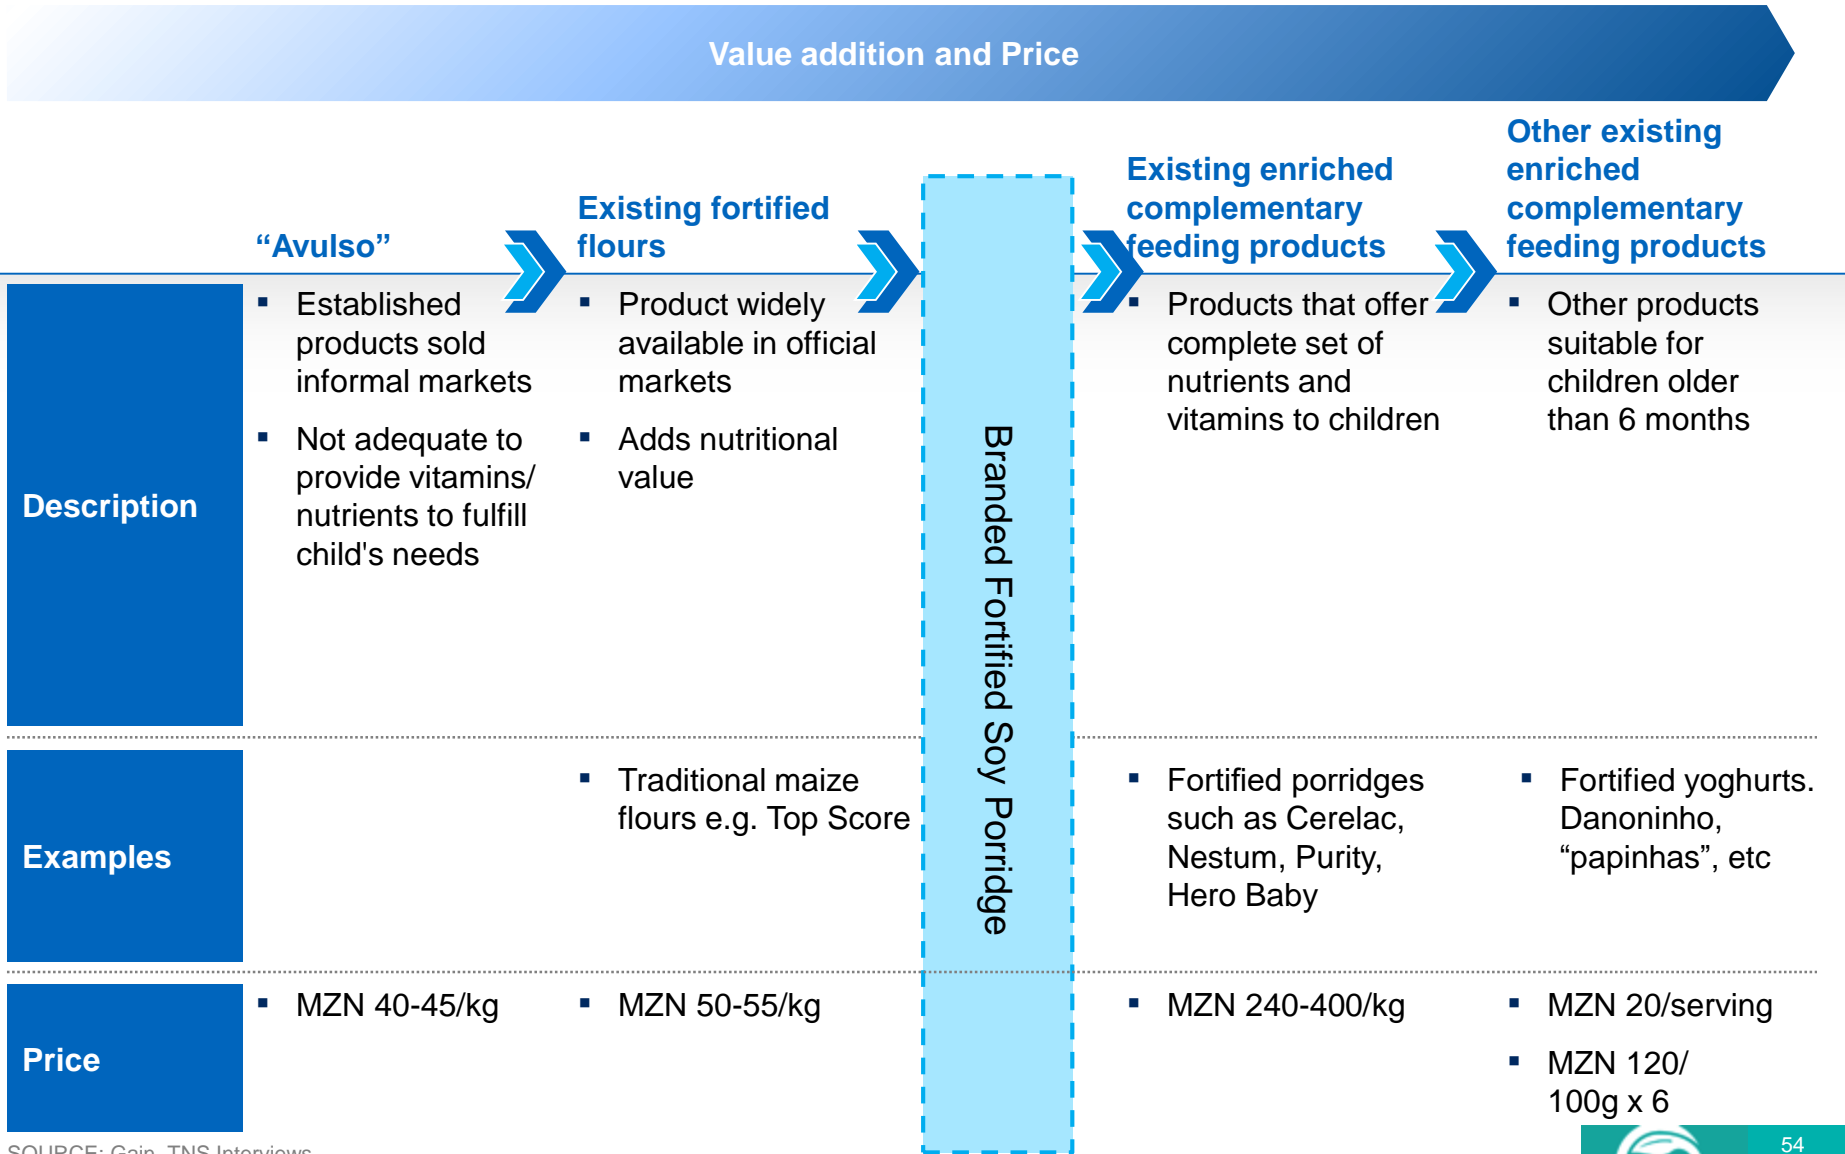 Value addition and Price
“Avulso”
Existing fortified
flours
Existing enriched
complementary
feeding products
Other existing
enriched
complementary
feeding products
Branded Fortified Soy Porridge
Description
▪ Established
products sold
informal markets
▪ Not adequate to
provide vitamins/
nutrients to fulfill
child's needs
▪ Product widely
available in official
markets
▪ Adds nutritional
value
▪ Products that offer
complete set of
nutrients and
vitamins to children
▪ Other products
suitable for
children older
than 6 months
Examples
▪ Traditional maize
flours e.g. Top Score
▪ Fortified porridges
such as Cerelac,
Nestum, Purity,
Hero Baby
▪ Fortified yoghurts.
Danoninho,
“papinhas”, etc
Price
▪ MZN 40-45/kg
▪ MZN 50-55/kg
▪ MZN 240-400/kg
▪ MZN 20/serving
▪ MZN 120/
100g x 6
SOURCE: Gain, TNS Interviews
54